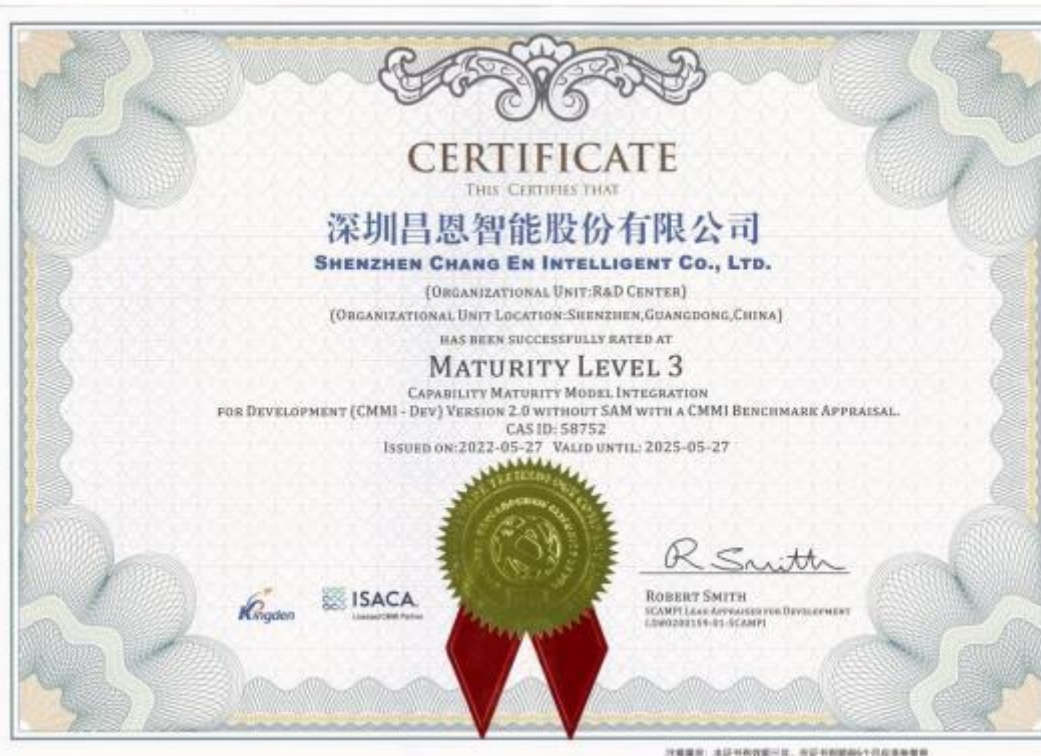 CERTIFICATE
THIS CERTIFIES THAT
深圳昌恩智能股份有限公司
SHENZHEN CHANG EN INTELLIGENT CO., LTD.
(ORGANIZATIONAL UNIT:R&D CENTER)
(ORGANIZATIONAL UNIT LOCATION:SHENZHEN,GUANGDONG,CHINA)
HAS BEEN SUCCESSFULLY RATED AT
MATURITY LEVEL 3
CAPABILITY MATURITY MODEL INTEGRATION
FOR DEVELOPMENT (CMMI - DEV) VERSION 2.0 WITHOUT SAM WITH A CMMI BENCHMARK APPRAISAL.
CAS ID: 58752
ISSUED ON:2022-05-27 VALID UNTIL: 2025-05-27
R Smith
Kingden
ISACA
Licensed CMMI Partner
ROBERT SMITH
SCAMPI LEAD APPRAISER FOR DEVELOPMENT